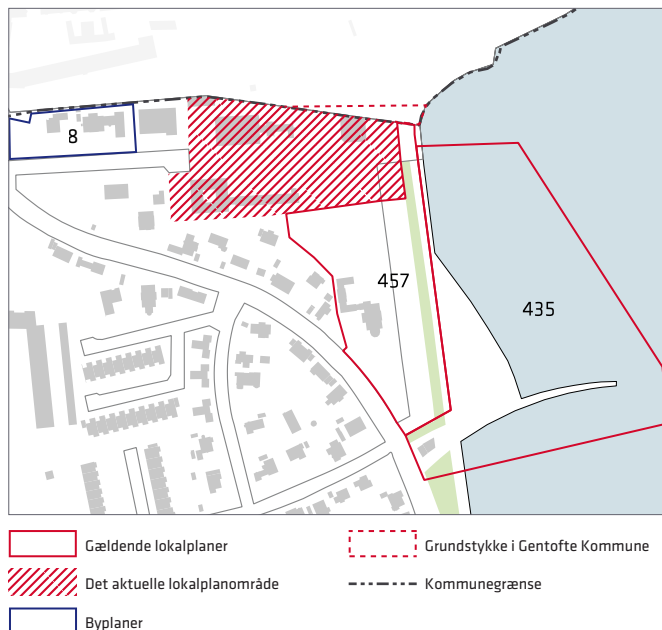 8
457
435
Gældende lokalplaner
Grundstykke i Gentofte Kommune
Det aktuelle lokalplanområde
Kommunegrænse
Byplaner